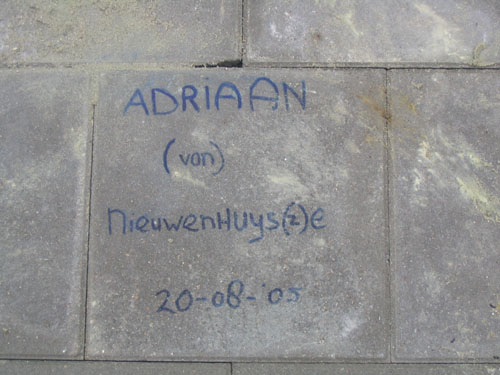 ADRIAAN
(van)
NieuwenHuys(z)e
20-08-'05